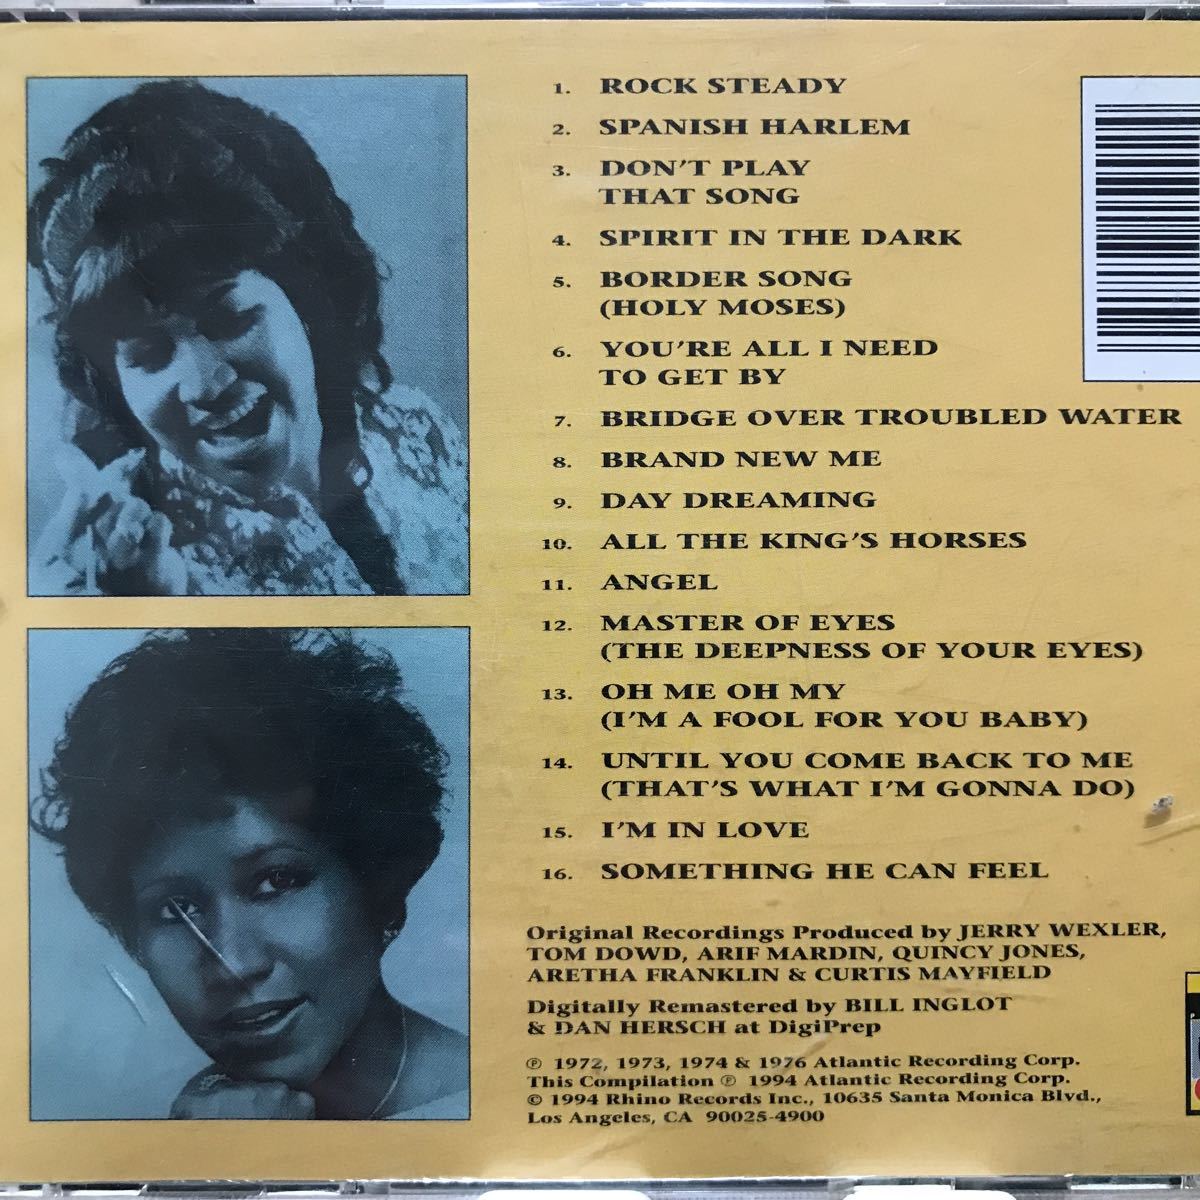 1. ROCK STEADY
2. SPANISH HARLEM
3. DON'T PLAY
THAT SONG
4. SPIRIT IN THE DARK
5. BORDER SONG
(HOLY MOSES)
6. YOU'RE ALL I NEED
TO GET BY
7. BRIDGE OVER TROUBLED WATER
8. BRAND NEW ME
9. DAY DREAMING
10. ALL THE KING'S HORSES
11. ANGEL
12. MASTER OF EYES
(THE DEEPNESS OF YOUR EYES)
13. OH ME OH MY
(I'M A FOOL FOR YOU BABY)
14. UNTIL YOU COME BACK TO ME
(THAT'S WHAT I'M GONNA DO)
15. I'M IN LOVE
16. SOMETHING HE CAN FEEL
Original Recordings Produced by JERRY WEXLER,
TOM DOWD, ARIF MARDIN, QUINCY JONES,
ARETHA FRANKLIN & CURTIS MAYFIELD
Digitally Remastered by BILL INGLOT
& DAN HERSCH at DigiPrep
℗ 1972, 1973, 1974 & 1976 Atlantic Recording Corp.
This Compilation ℗ 1994 Atlantic Recording Corp.
© 1994 Rhino Records Inc., 10635 Santa Monica Blvd.,
Los Angeles, CA 90025-4900